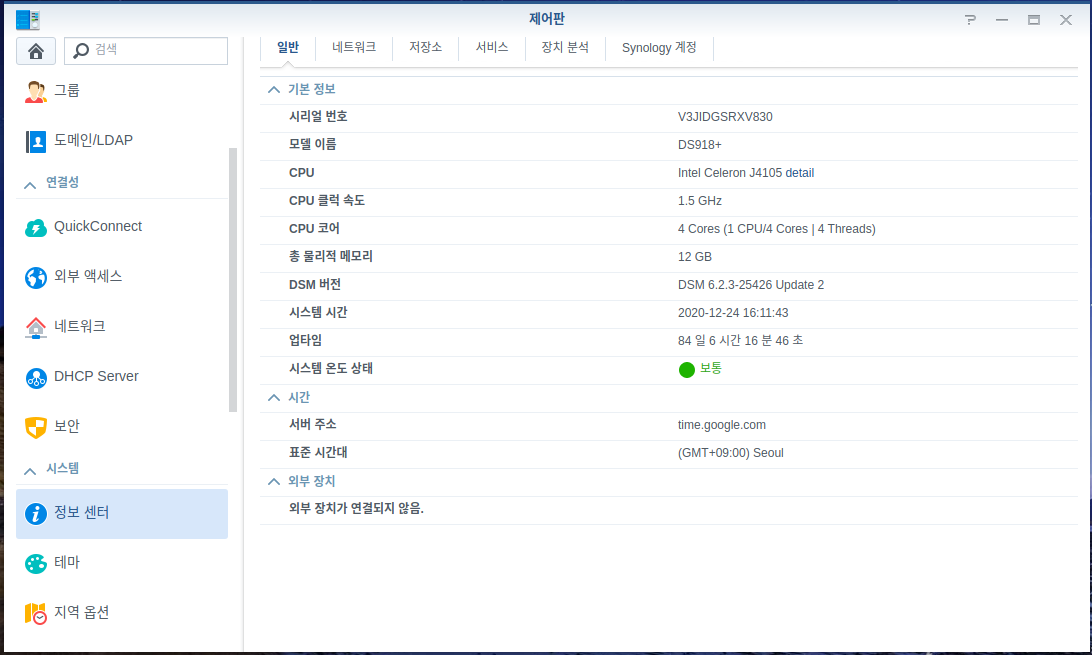 제어판
검색
그룹
도메인/LDAP
연결성
QuickConnect
외부 액세스
네트워크
DHCP Server
보안
시스템
정보 센터
테마
지역 옵션
일반 네트워크 저장소 서비스 장치 분석 Synology 계정
기본 정보
시리얼 번호 V3JIDGSRXV830
모델 이름 DS918+
CPU Intel Celeron J4105 detail
CPU 클럭 속도 1.5 GHz
CPU 코어 4 Cores (1 CPU/4 Cores | 4 Threads)
총 물리적 메모리 12 GB
DSM 버전 DSM 6.2.3-25426 Update 2
시스템 시간 2020-12-24 16:11:43
업타임 84 일 6 시간 16 분 46 초
시스템 온도 상태 보통
시간
서버 주소 time.google.com
표준 시간대 (GMT+09:00) Seoul
외부 장치
외부 장치가 연결되지 않음.